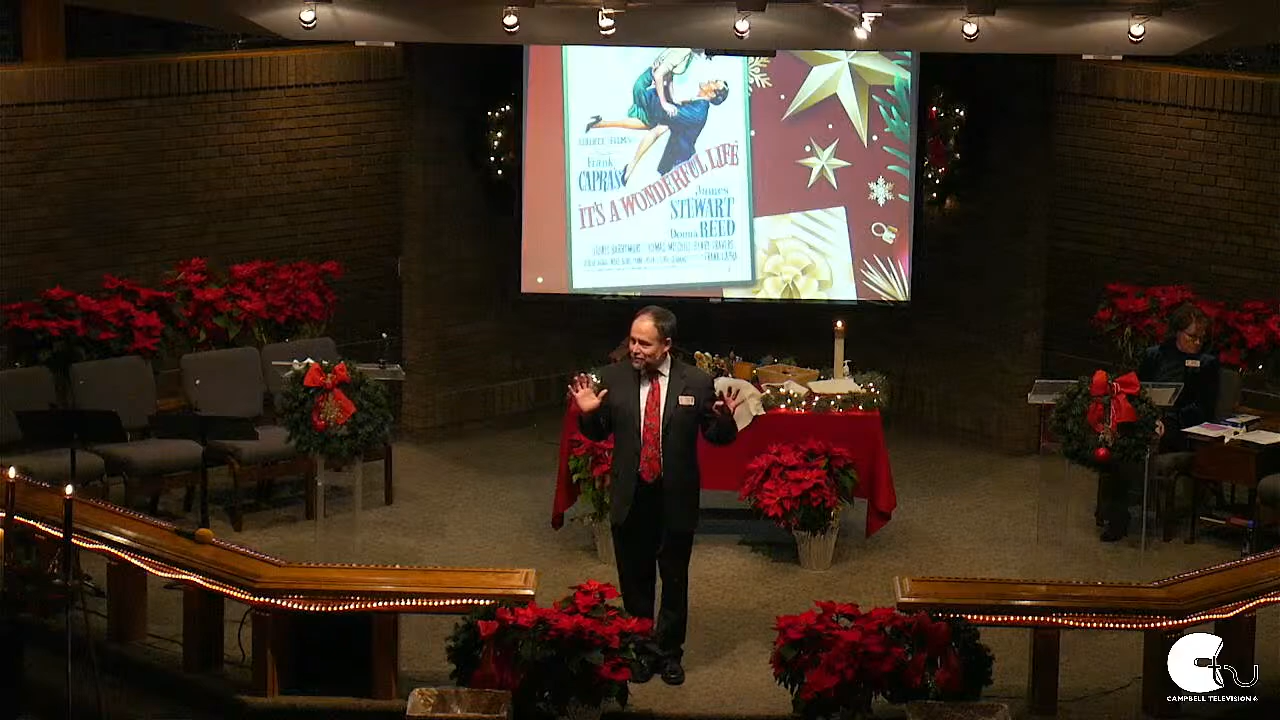 LIBERTY FILMS
Frank
CAPRA'S
IT'S A WONDERFUL LIFE
James
STEWART
Donna REED
CAMPBELL TELEVISION